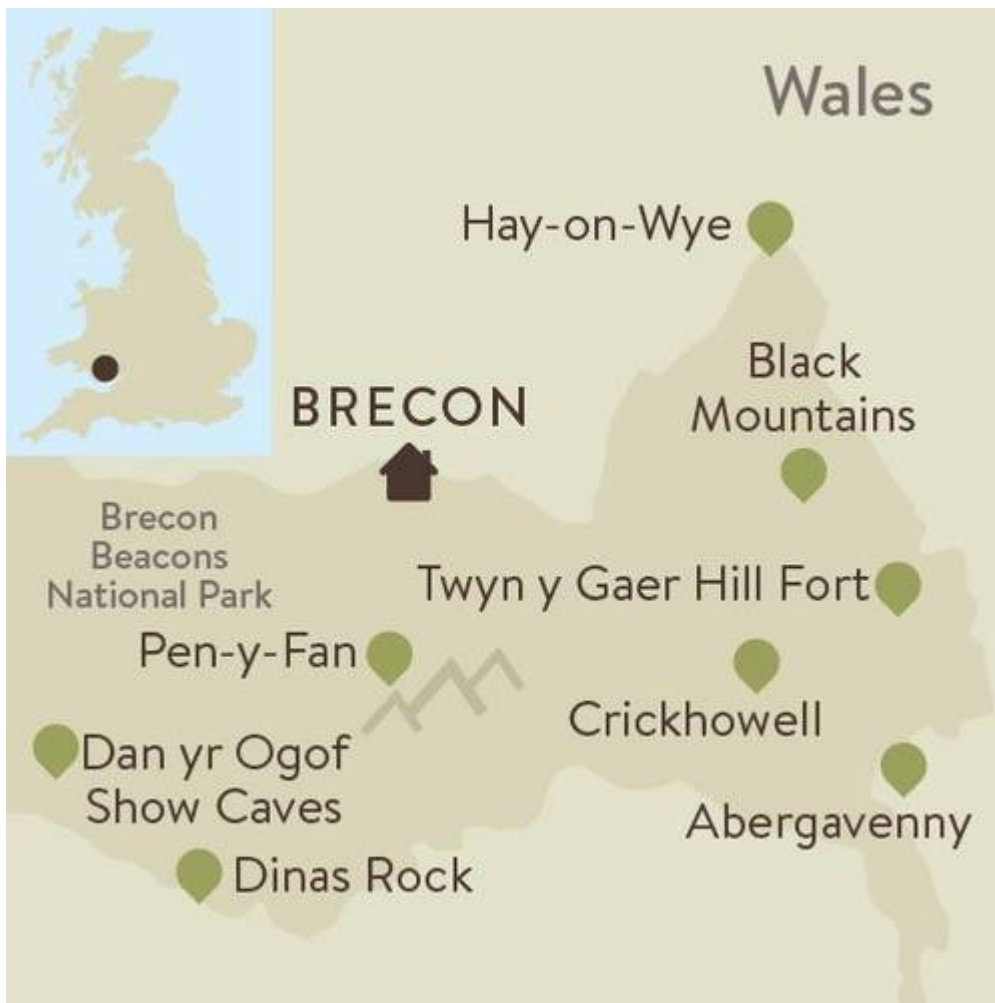 Wales
Hay-on-Wye
Black
Mountains
BRECON
Brecon
Beacons
National Park
Twyn y Gaer Hill Fort
Pen-y-Fan
Crickhowell
Dan yr Ogof
Show Caves
Abergavenny
Dinas Rock